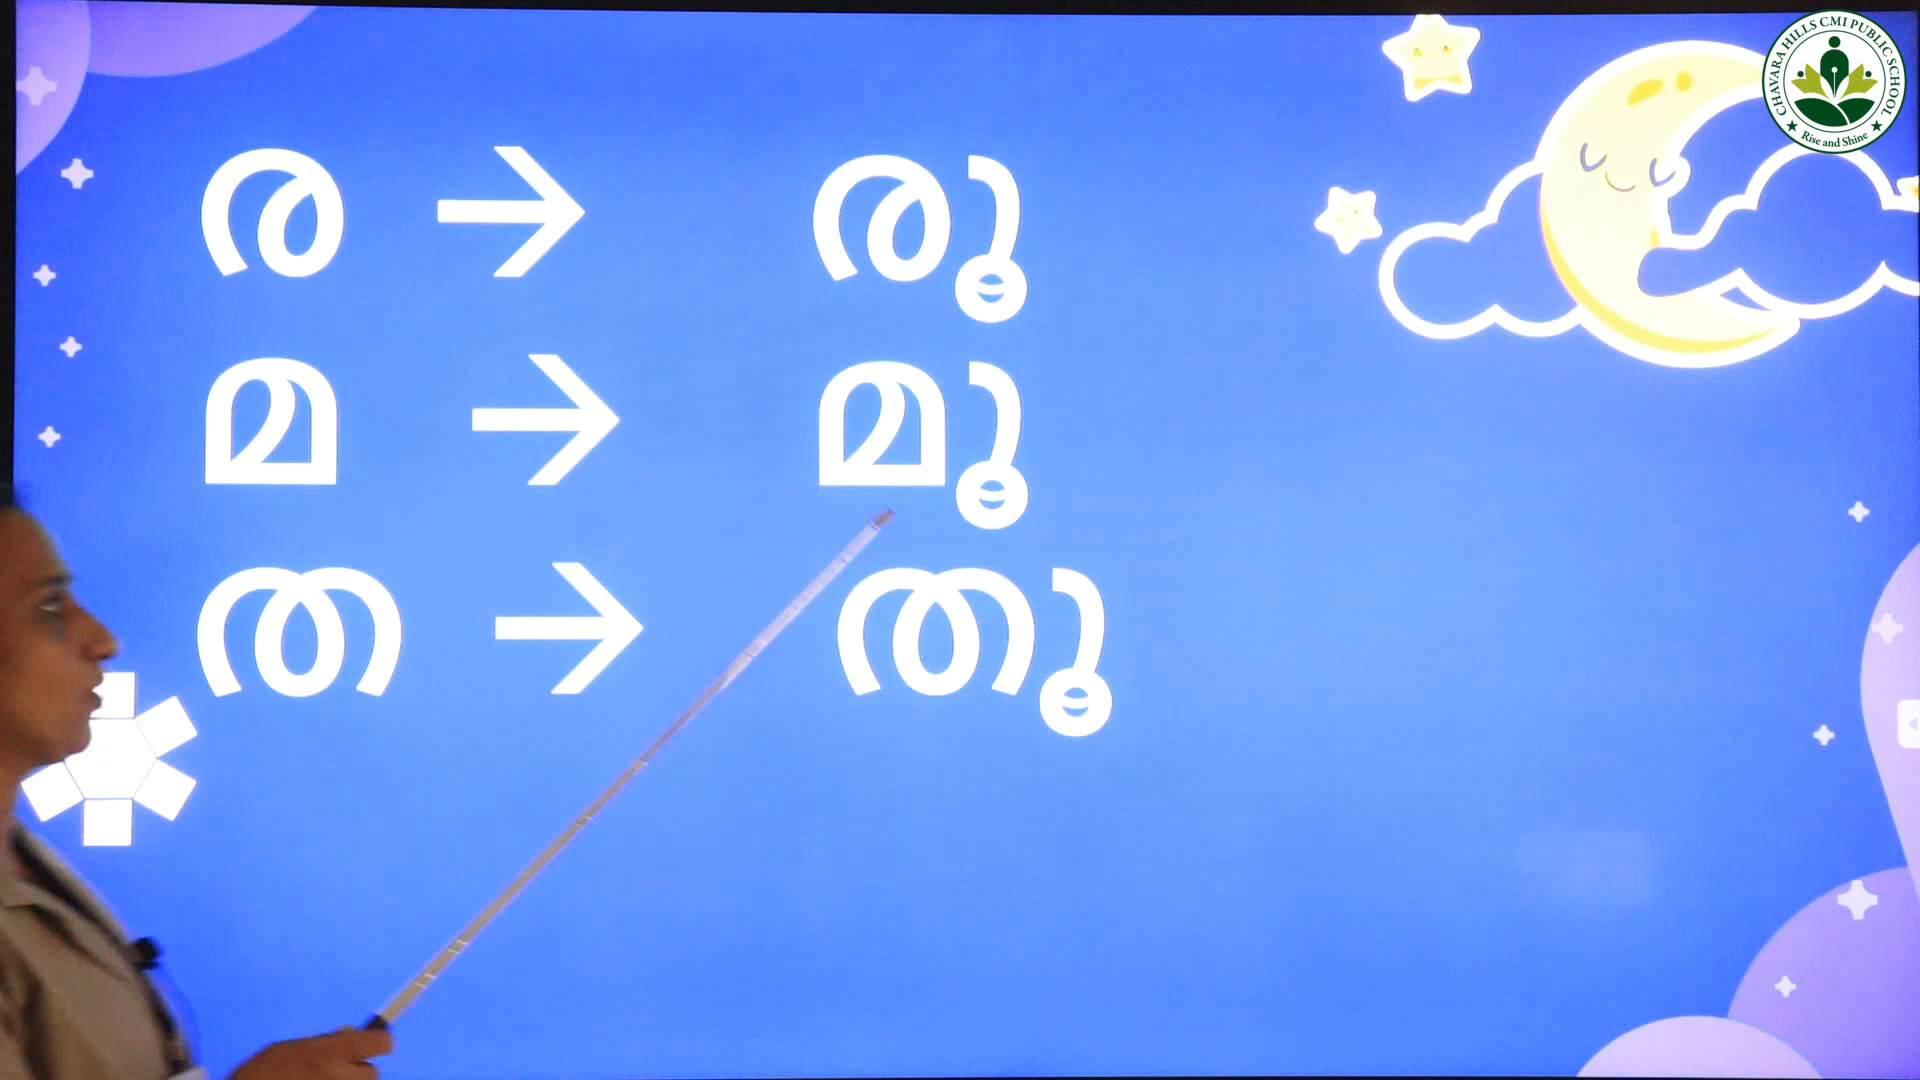 ര → രു
മ → മു
ത → തു
CHAVARA HILLS CMI PUBLIC SCHOOL
Rise and Shine